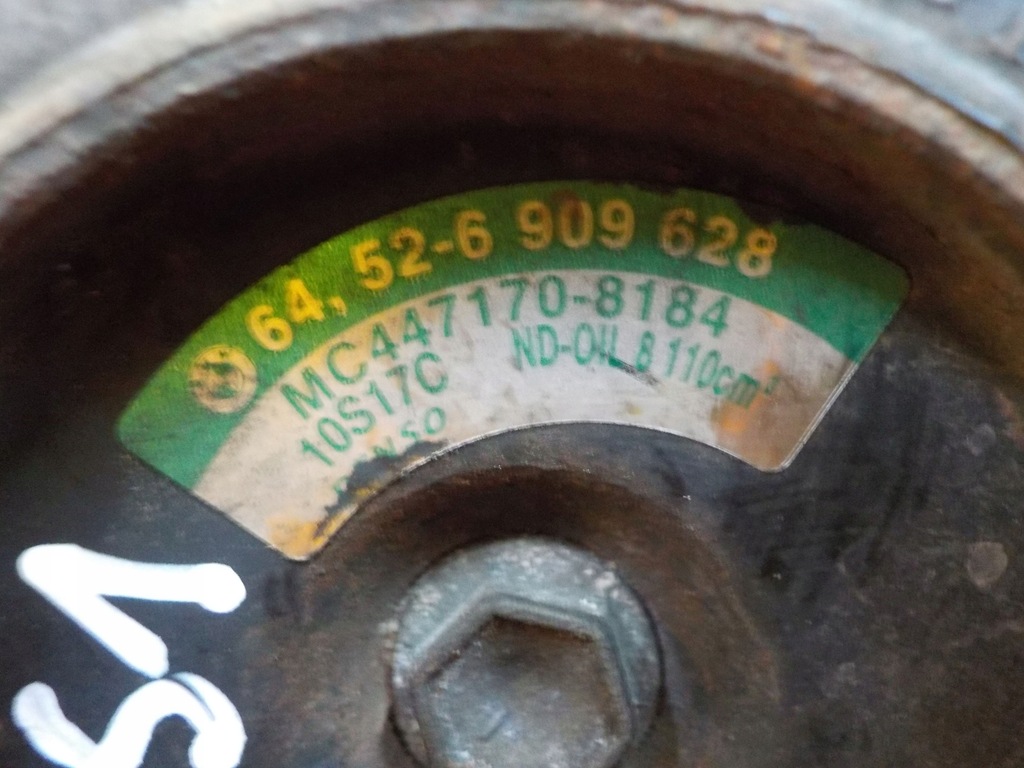 64, 52-6 909 628
MC447170-8184
10S17C
ND-OIL 8 110cm³